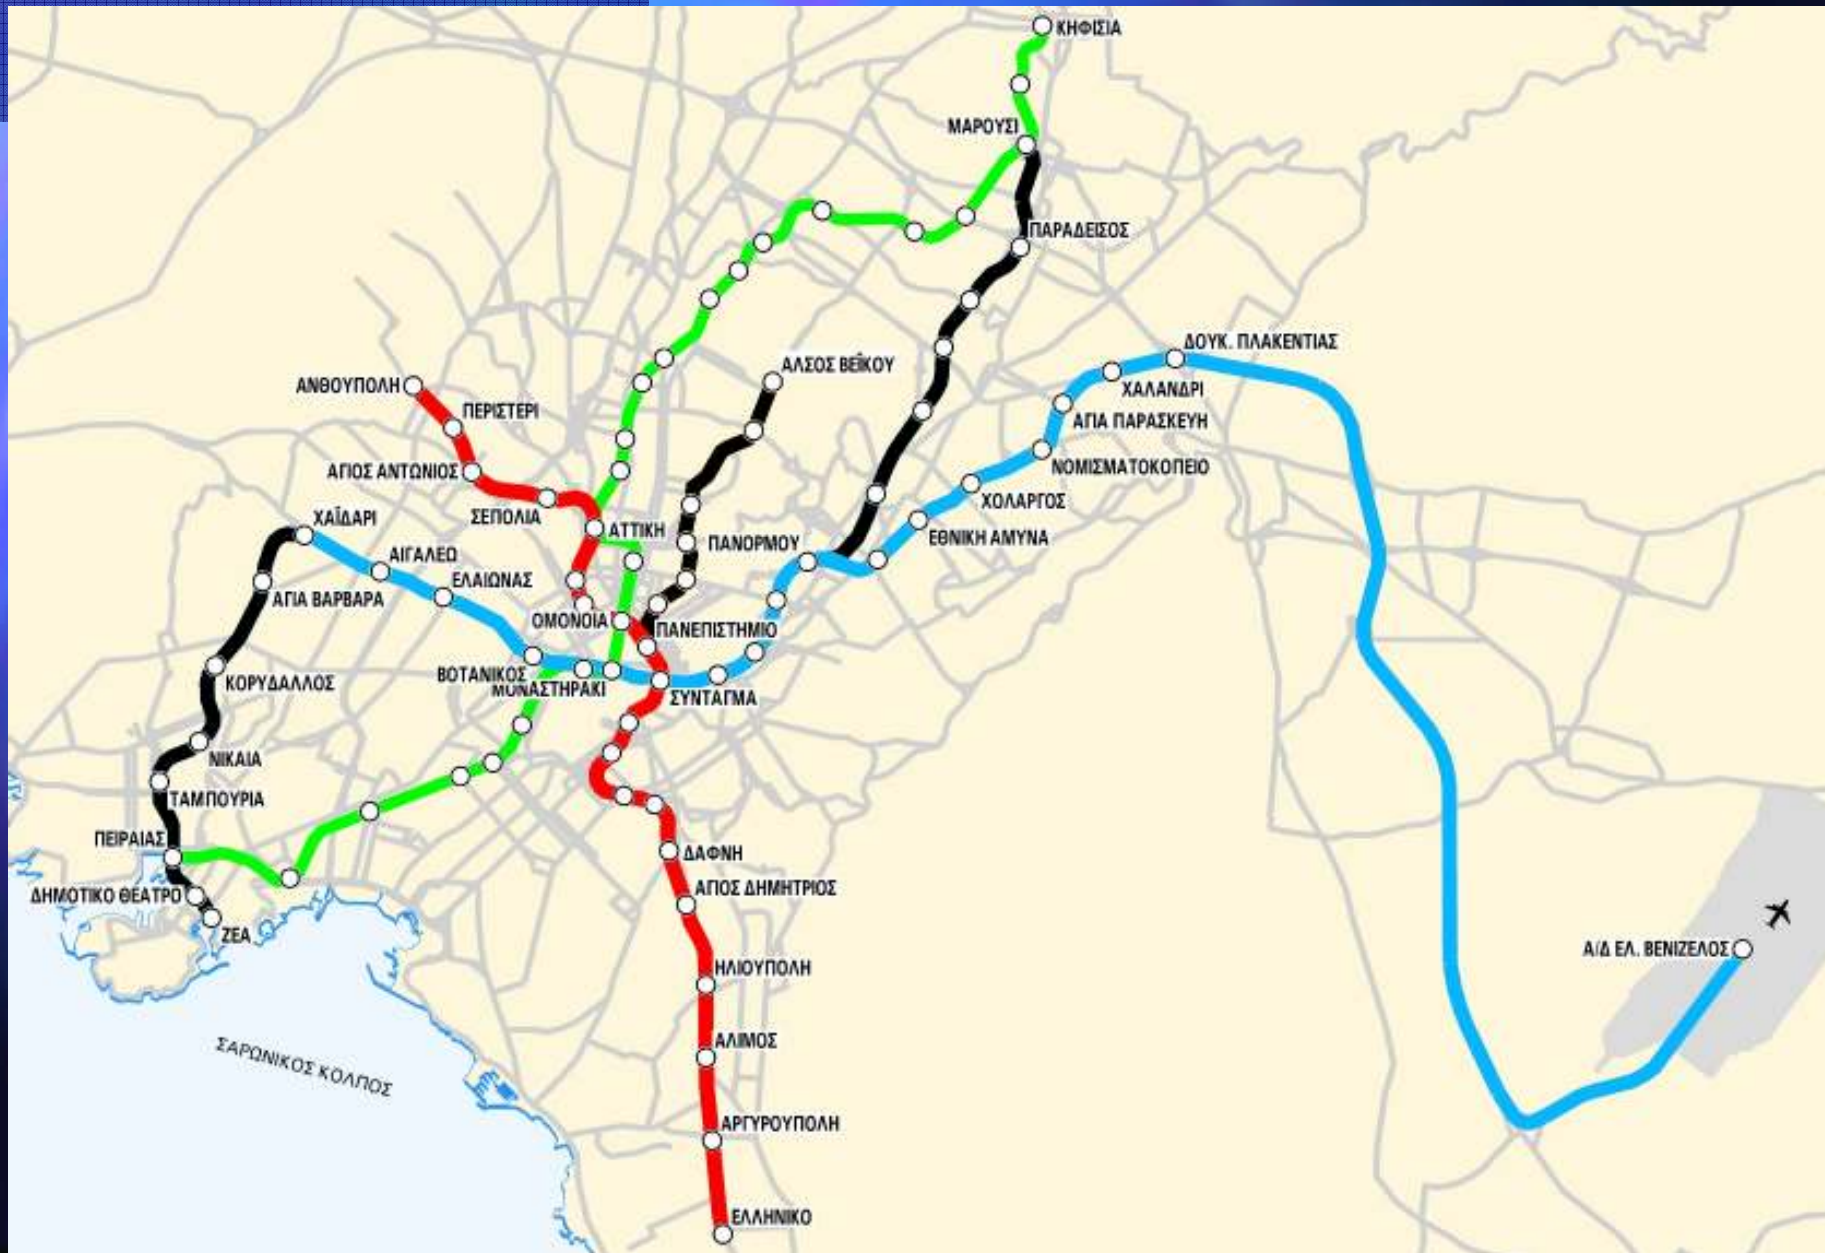 ΚΗΦΙΣΙΑ
ΜΑΡΟΥΣΙ
ΠΑΡΑΔΕΙΣΟΣ
ΔΟΥΚ. ΠΛΑΚΕΝΤΙΑΣ
ΑΛΣΟΣ ΒΕΪΚΟΥ
ΑΝΘΟΥΠΟΛΗ
ΧΑΛΑΝΔΡΙ
ΠΕΡΙΣΤΕΡΙ
ΑΓΙΑ ΠΑΡΑΣΚΕΥΗ
ΑΓΙΟΣ ΑΝΤΩΝΙΟΣ
ΝΟΜΙΣΜΑΤΟΚΟΠΕΙΟ
ΧΟΛΑΡΓΟΣ
ΣΕΠΟΛΙΑ
ΧΑΪΔΑΡΙ
ΑΤΤΙΚΗ
ΠΑΝΟΡΜΟΥ
ΕΘΝΙΚΗ ΑΜΥΝΑ
ΑΙΓΑΛΕΩ
ΕΛΑΙΩΝΑΣ
ΑΓΙΑ ΒΑΡΒΑΡΑ
ΟΜΟΝΟΙΑ
ΠΑΝΕΠΙΣΤΗΜΙΟ
ΒΟΤΑΝΙΚΟΣ
ΚΟΡΥΔΑΛΛΟΣ
ΜΟΝΑΣΤΗΡΑΚΙ
ΣΥΝΤΑΓΜΑ
ΝΙΚΑΙΑ
ΤΑΜΠΟΥΡΙΑ
ΠΕΙΡΑΙΑΣ
ΔΑΦΝΗ
ΔΗΜΟΤΙΚΟ ΘΕΑΤΡΟ
ΑΓΙΟΣ ΔΗΜΗΤΡΙΟΣ
ΖΕΑ
Α/Δ ΕΛ. ΒΕΝΙΖΕΛΟΣ
ΗΛΙΟΥΠΟΛΗ
ΑΛΙΜΟΣ
ΣΑΡΩΝΙΚΟΣ ΚΟΛΠΟΣ
ΑΡΓΥΡΟΥΠΟΛΗ
ΕΛΛΗΝΙΚΟ